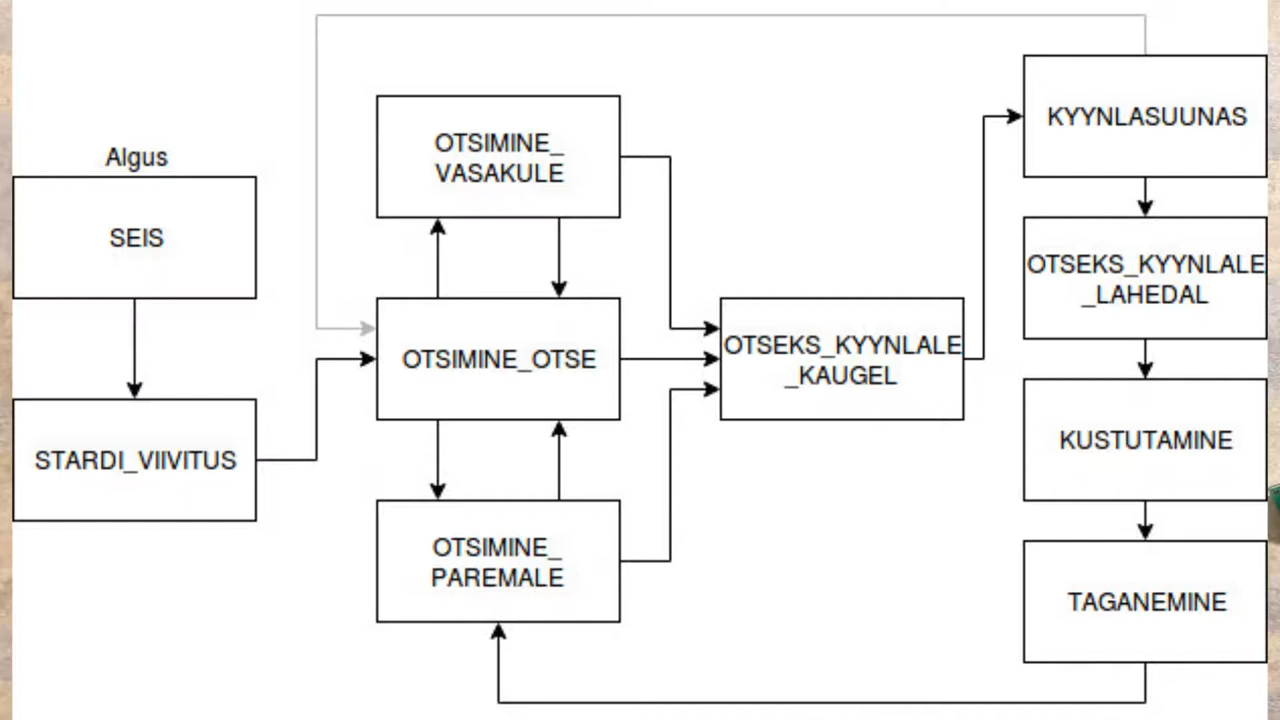 Algus
SEIS
STARDI_VIIVITUS
OTSIMINE_
VASAKULE
OTSIMINE_OTSE
OTSIMINE_
PAREMALE
OTSEKS_KYYNLALE
_KAUGEL
KYYNLASUUNAS
OTSEKS_KYYNLALE
_LAHEDAL
KUSTUTAMINE
TAGANEMINE